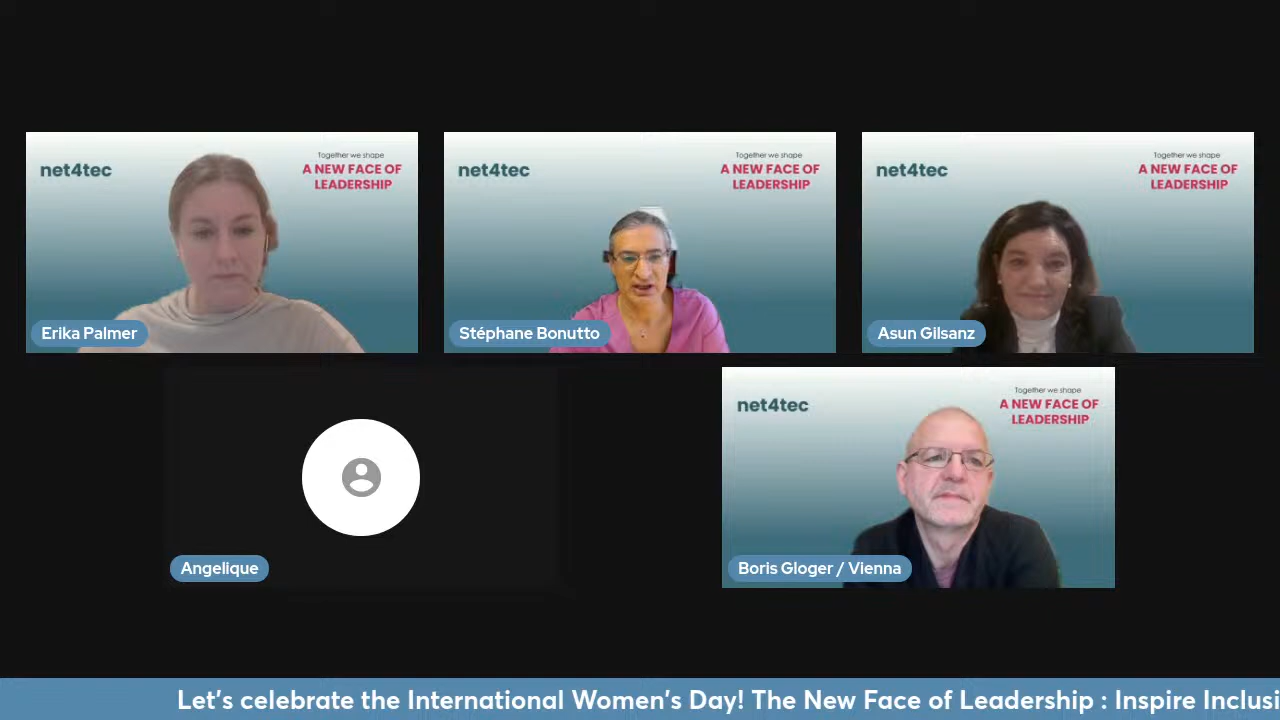 net4tec
Together we shape
A NEW FACE OF
LEADERSHIP
Erika Palmer
net4tec
Together we shape
A NEW FACE OF
LEADERSHIP
Stéphane Bonutto
net4tec
Together we shape
A NEW FACE OF
LEADERSHIP
Asun Gilsanz
Angelique
net4tec
Together we shape
A NEW FACE OF
LEADERSHIP
Boris Gloger / Vienna
Let's celebrate the International Women's Day! The New Face of Leadership : Inspire Inclusi